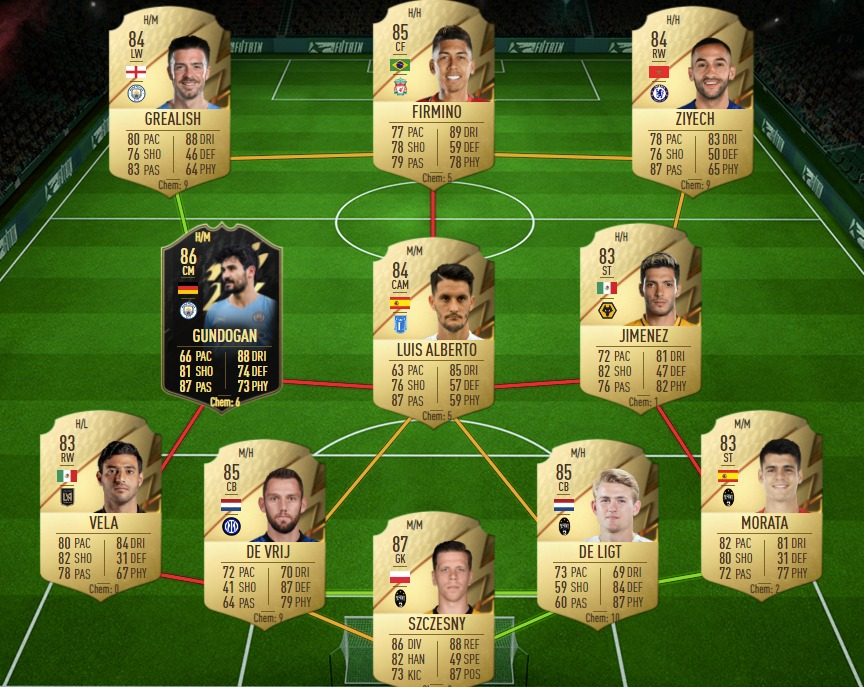 FUTBIN
FUTBIN
FUTBIN
FUTBIN
H/M
84
LW
GREALISH
80 PAC 88 DRI
76 SHO 46 DEF
83 PAS 64 PHY
Chem: 9
H/H
85
CF
FIRMINO
77 PAC 89 DRI
78 SHO 59 DEF
79 PAS 78 PHY
Chem: 5
H/H
84
RW
ZIYECH
78 PAC 83 DRI
76 SHO 50 DEF
87 PAS 65 PHY
Chem: 9
H/M
86
CM
GUNDOGAN
66 PAC 88 DRI
81 SHO 74 DEF
87 PAS 73 PHY
Chem: 6
M/M
84
CAM
LUIS ALBERTO
63 PAC 85 DRI
76 SHO 57 DEF
87 PAS 59 PHY
Chem: 5
H/H
83
ST
JIMENEZ
72 PAC 81 DRI
82 SHO 47 DEF
76 PAS 82 PHY
Chem: 1
H/L
83
RW
VELA
80 PAC 84 DRI
82 SHO 31 DEF
78 PAS 67 PHY
Chem: 0
M/H
85
CB
DE VRIJ
72 PAC 70 DRI
41 SHO 87 DEF
64 PAS 79 PHY
Chem: 9
M/M
87
GK
SZCZESNY
86 DIV 88 REF
82 HAN 49 SPE
73 KIC 87 POS
M/H
85
CB
DE LIGT
73 PAC 69 DRI
59 SHO 84 DEF
60 PAS 87 PHY
Chem: 10
M/M
83
ST
MORATA
82 PAC 81 DRI
80 SHO 31 DEF
72 PAS 77 PHY
Chem: 2